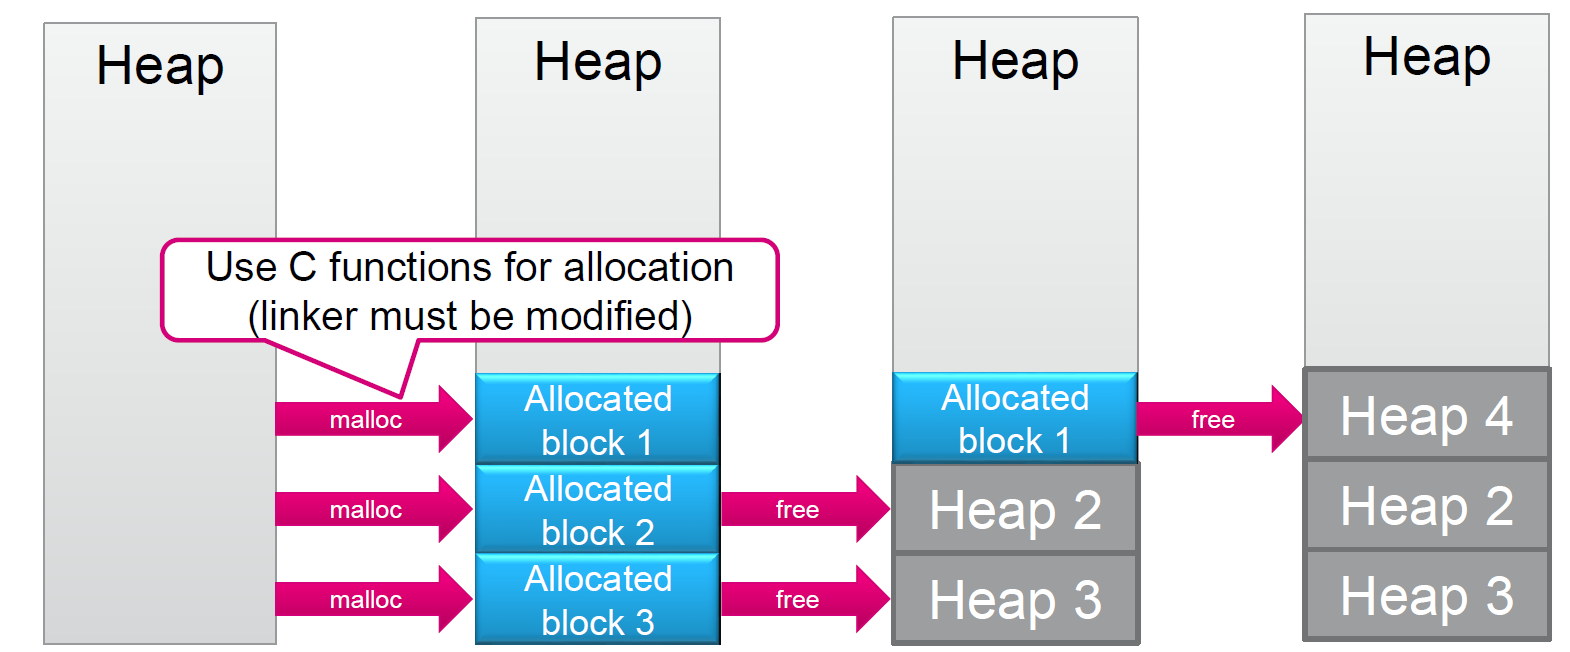 Heap
Heap
Heap
Heap
Use C functions for allocation
(linker must be modified)
malloc
Allocated
block 1
Allocated
block 1
free
Heap 4
malloc
Allocated
block 2
free
Heap 2
Heap 2
malloc
Allocated
block 3
free
Heap 3
Heap 3